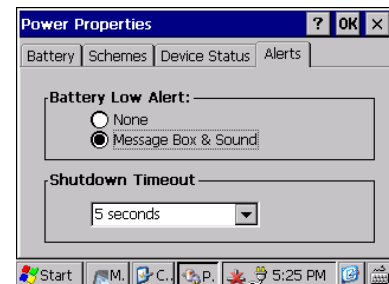 Power Properties ? OK ×
Battery Schemes Device Status Alerts
Battery Low Alert:
None
Message Box & Sound
Shutdown Timeout
5 seconds
Start M. C.. P. 5:25 PM